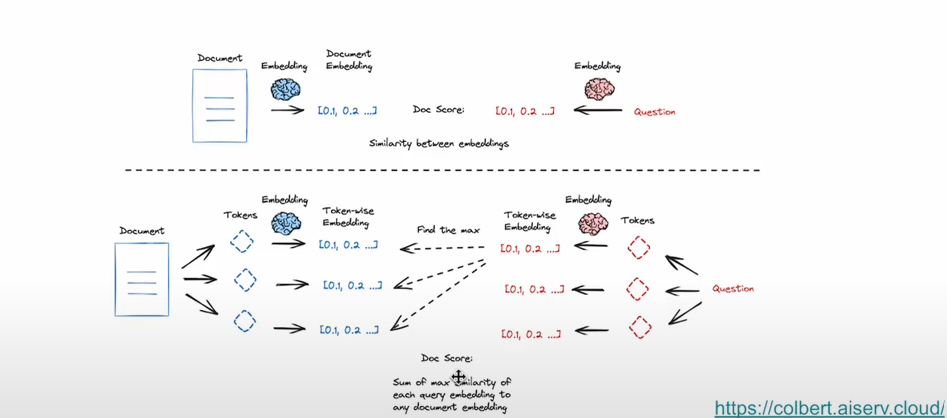 Document
Embedding
Document
Embedding
[0.1, 0.2 ...]
Doc Score:
Similarity between embeddings
Embedding
[0.1, 0.2 ...]
Question
Document
Tokens
Embedding
Token-wise
Embedding
[0.1, 0.2 ...]
[0.1, 0.2 ...]
[0.1, 0.2 ...]
Find the max
Token-wise
Embedding
Embedding
Tokens
[0.1, 0.2 ...]
[0.1, 0.2 ...]
[0.1, 0.2 ...]
Question
Doc Score:
Sum of max similarity of
each query embedding to
any document embedding
https://colbert.aiserv.cloud/